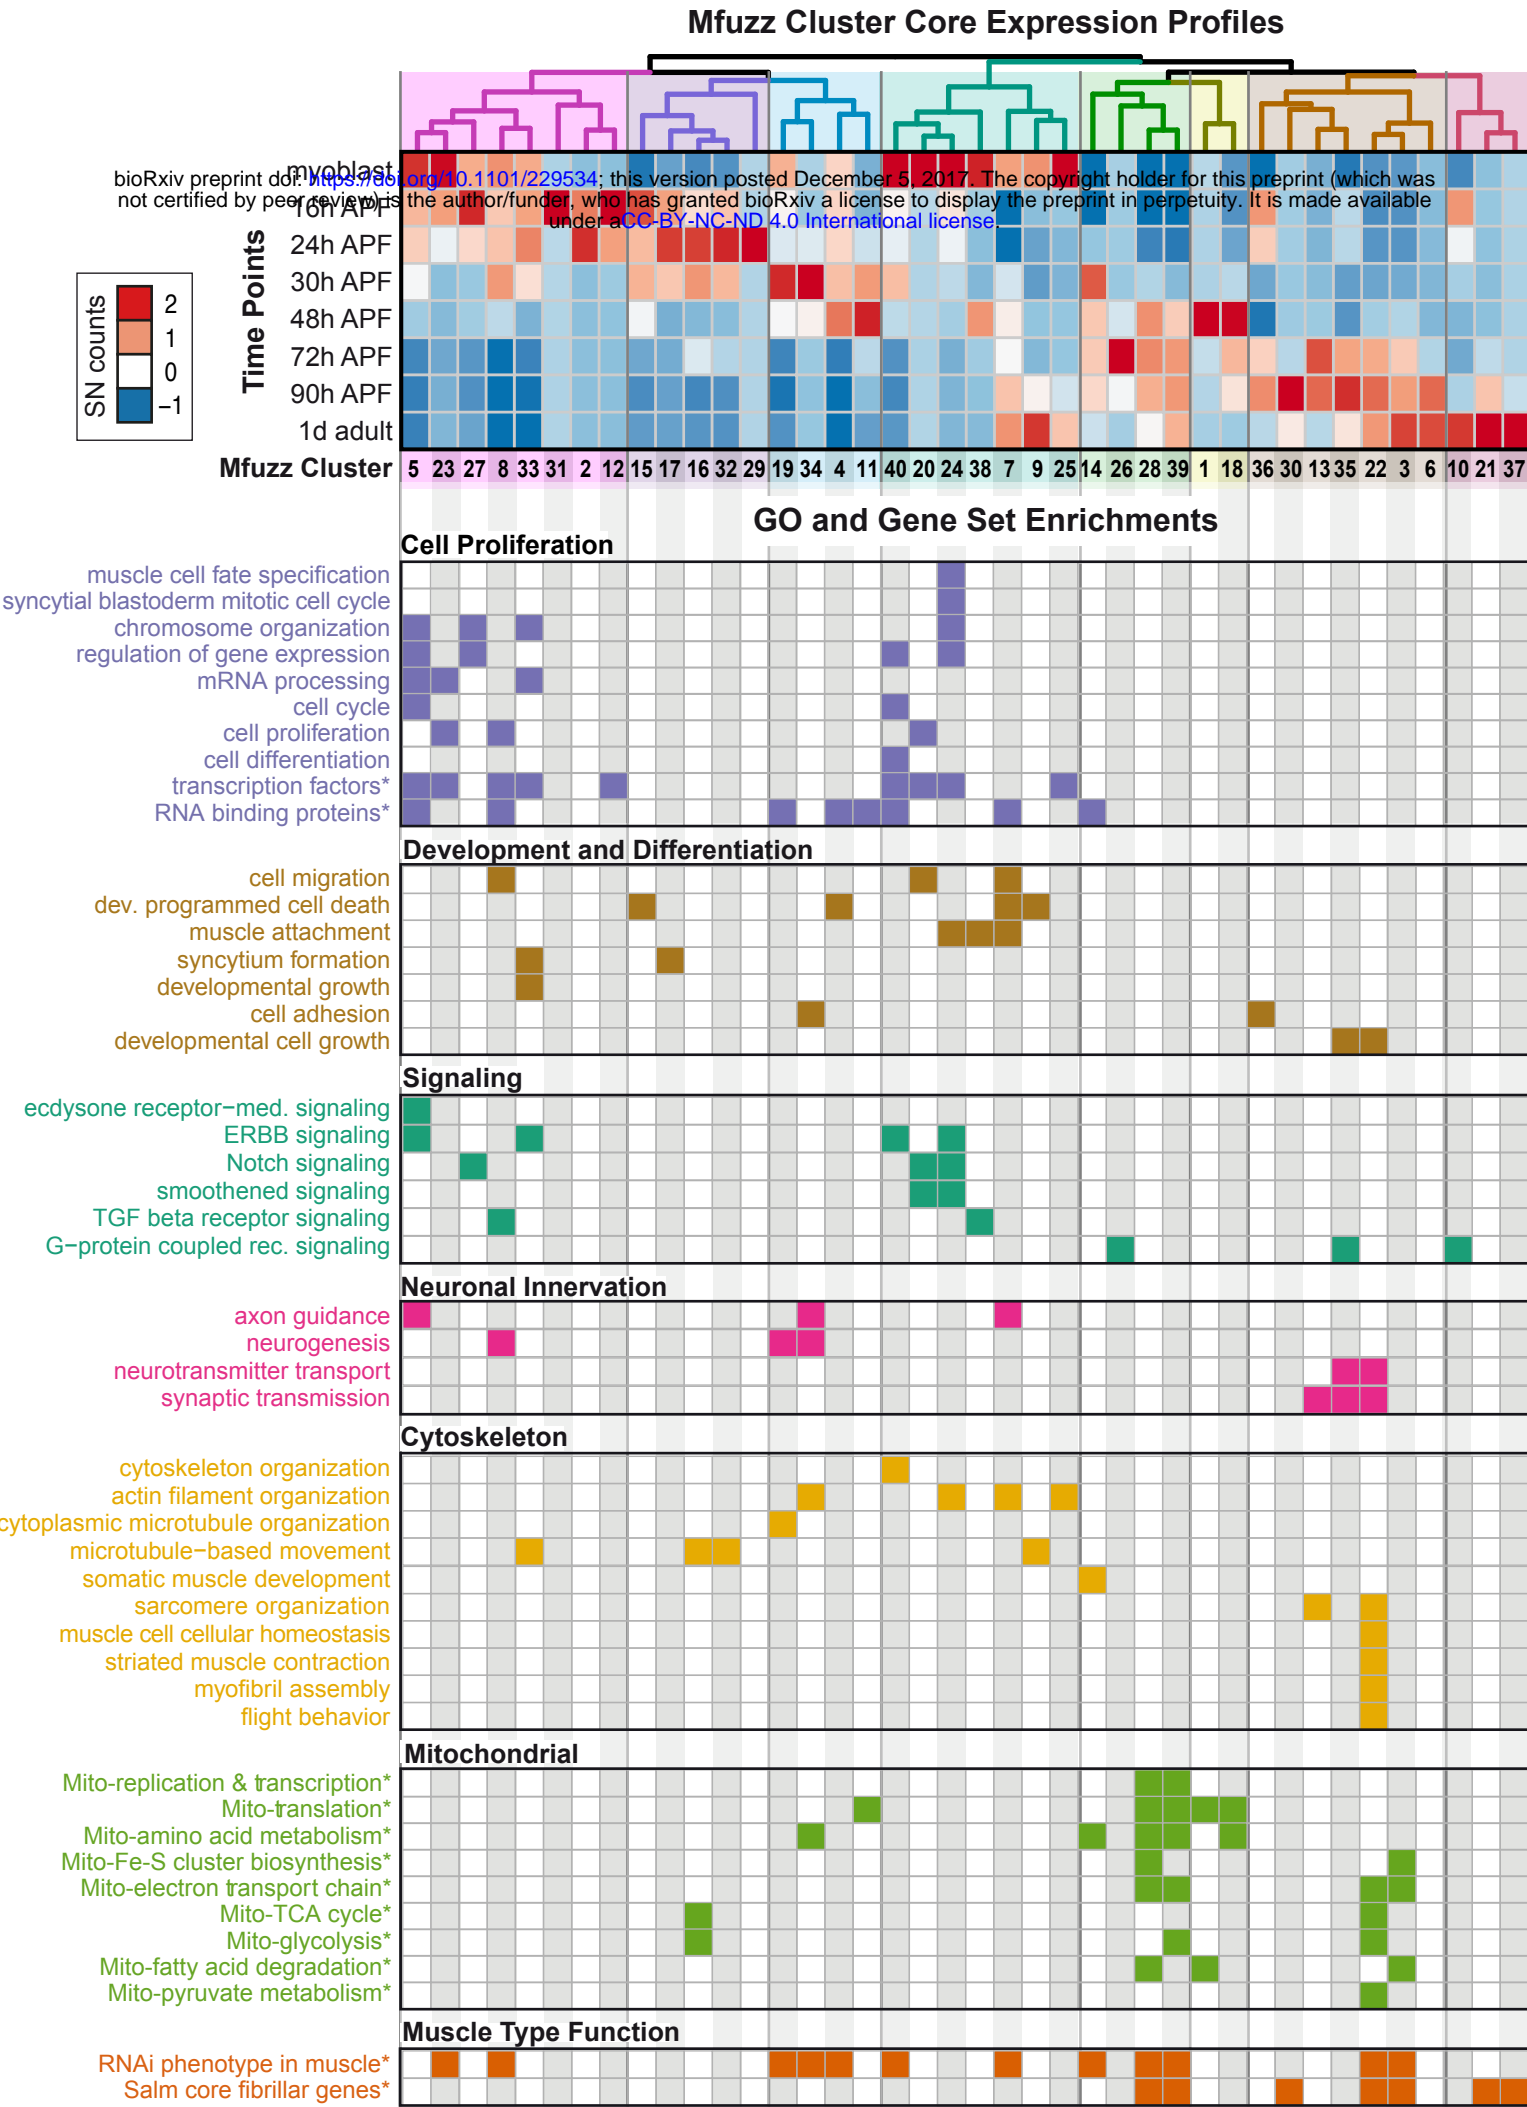 Mfuzz Cluster Core Expression Profiles
myoblast
bioRxiv preprint doi: https://doi.org/10.1101/229534; this version posted December 5, 2017. The copyright holder for this preprint (which was
16h APF
not certified by peer review) is the author/funder, who has granted bioRxiv a license to display the preprint in perpetuity. It is made available
under aCC-BY-NC-ND 4.0 International license.
24h APF
30h APF
48h APF
72h APF
90h APF
1d adult
Time Points
SN counts
2
1
0
−1
Mfuzz Cluster 5 23 27 8 33 31 2 12 15 17 16 32 29 19 34 4 11 40 20 24 38 7 9 25 14 26 28 39 1 18 36 30 13 35 22 3 6 10 21 37
GO and Gene Set Enrichments
Cell Proliferation
muscle cell fate specification
syncytial blastoderm mitotic cell cycle
chromosome organization
regulation of gene expression
mRNA processing
cell cycle
cell proliferation
cell differentiation
transcription factors*
RNA binding proteins*
Development and Differentiation
cell migration
dev. programmed cell death
muscle attachment
syncytium formation
developmental growth
cell adhesion
developmental cell growth
Signaling
ecdysone receptor−med. signaling
ERBB signaling
Notch signaling
smoothened signaling
TGF beta receptor signaling
G−protein coupled rec. signaling
Neuronal Innervation
axon guidance
neurogenesis
neurotransmitter transport
synaptic transmission
Cytoskeleton
cytoskeleton organization
actin filament organization
cytoplasmic microtubule organization
microtubule−based movement
somatic muscle development
sarcomere organization
muscle cell cellular homeostasis
striated muscle contraction
myofibril assembly
flight behavior
Mitochondrial
Mito-replication & transcription*
Mito-translation*
Mito-amino acid metabolism*
Mito-Fe-S cluster biosynthesis*
Mito-electron transport chain*
Mito-TCA cycle*
Mito-glycolysis*
Mito-fatty acid degradation*
Mito-pyruvate metabolism*
Muscle Type Function
RNAi phenotype in muscle*
Salm core fibrillar genes*